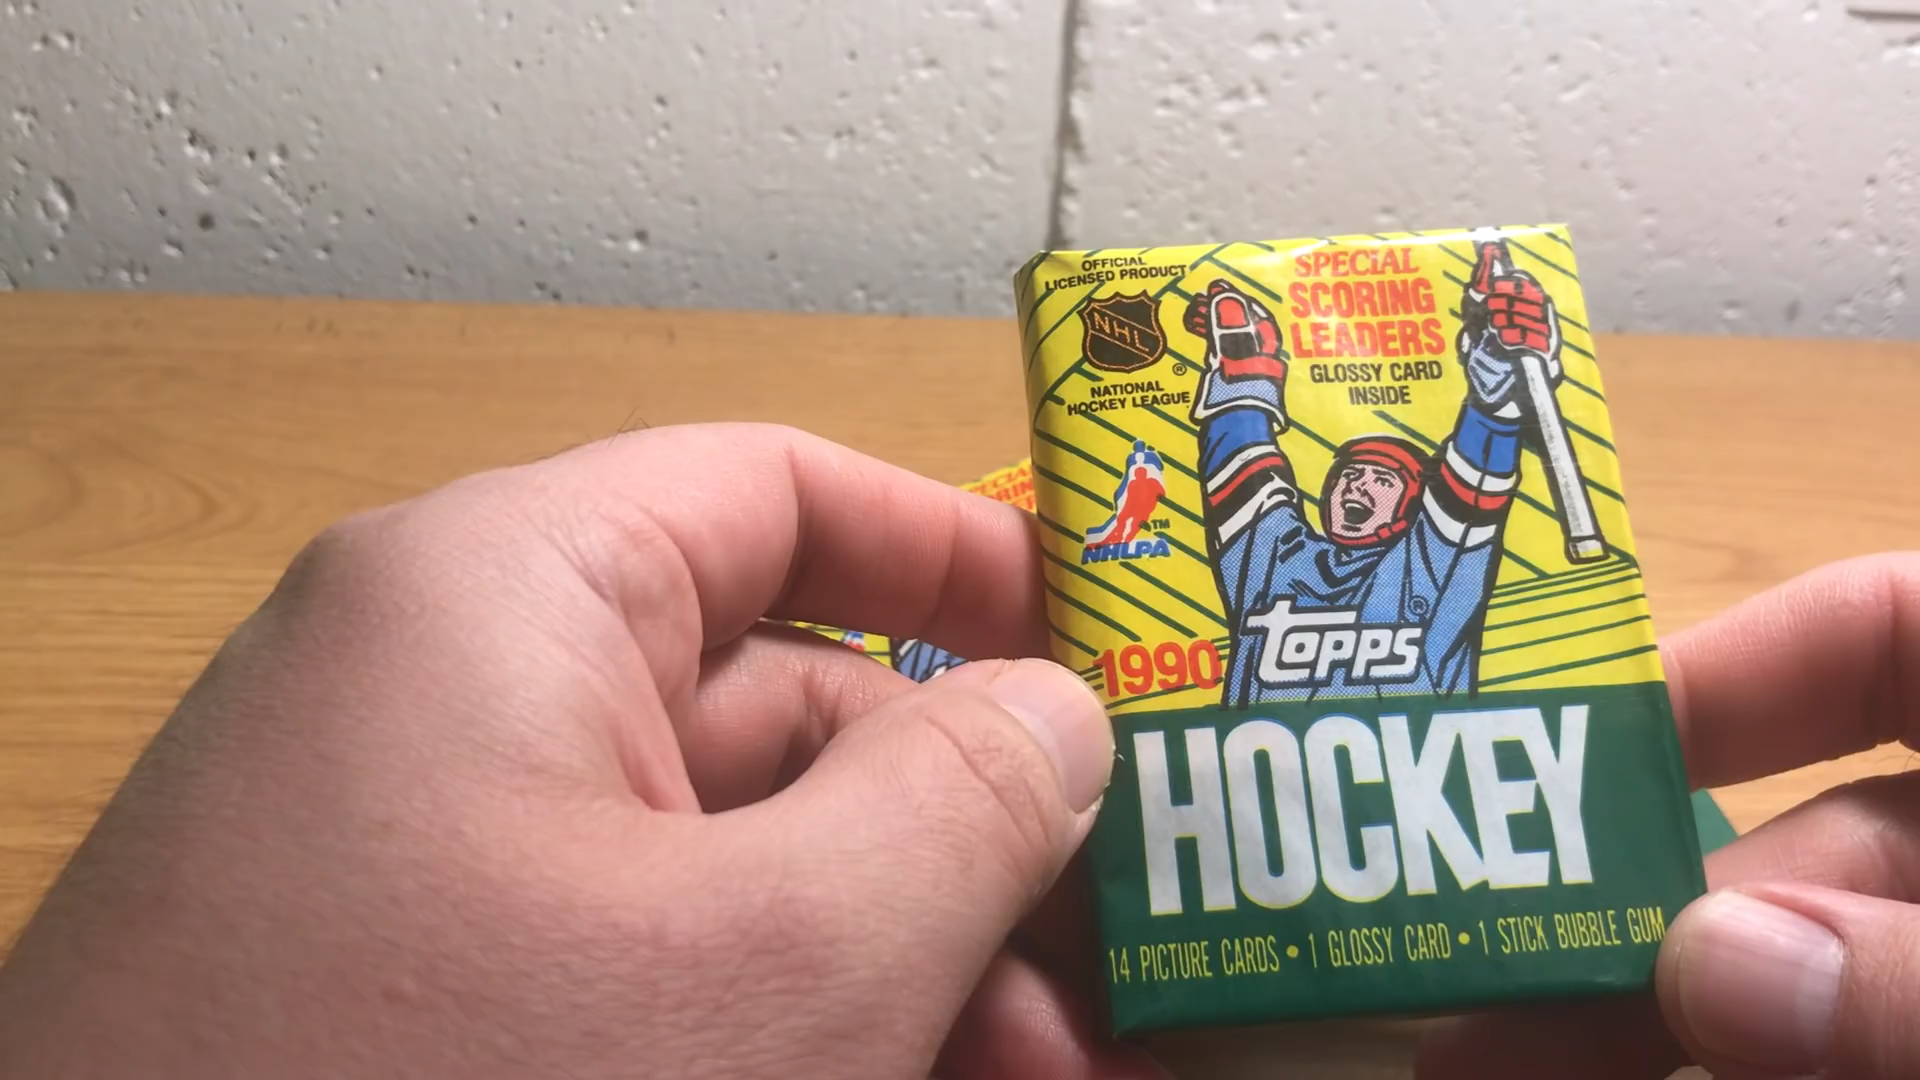 OFFICIAL
LICENSED PRODUCT
NHL
®
NATIONAL
HOCKEY LEAGUE
SPECIAL
SCORING
LEADERS
GLOSSY CARD
INSIDE
TM
NHLPA
1990
TOPPS ®
HOCKEY
14 PICTURE CARDS • 1 GLOSSY CARD • 1 STICK BUBBLE GUM